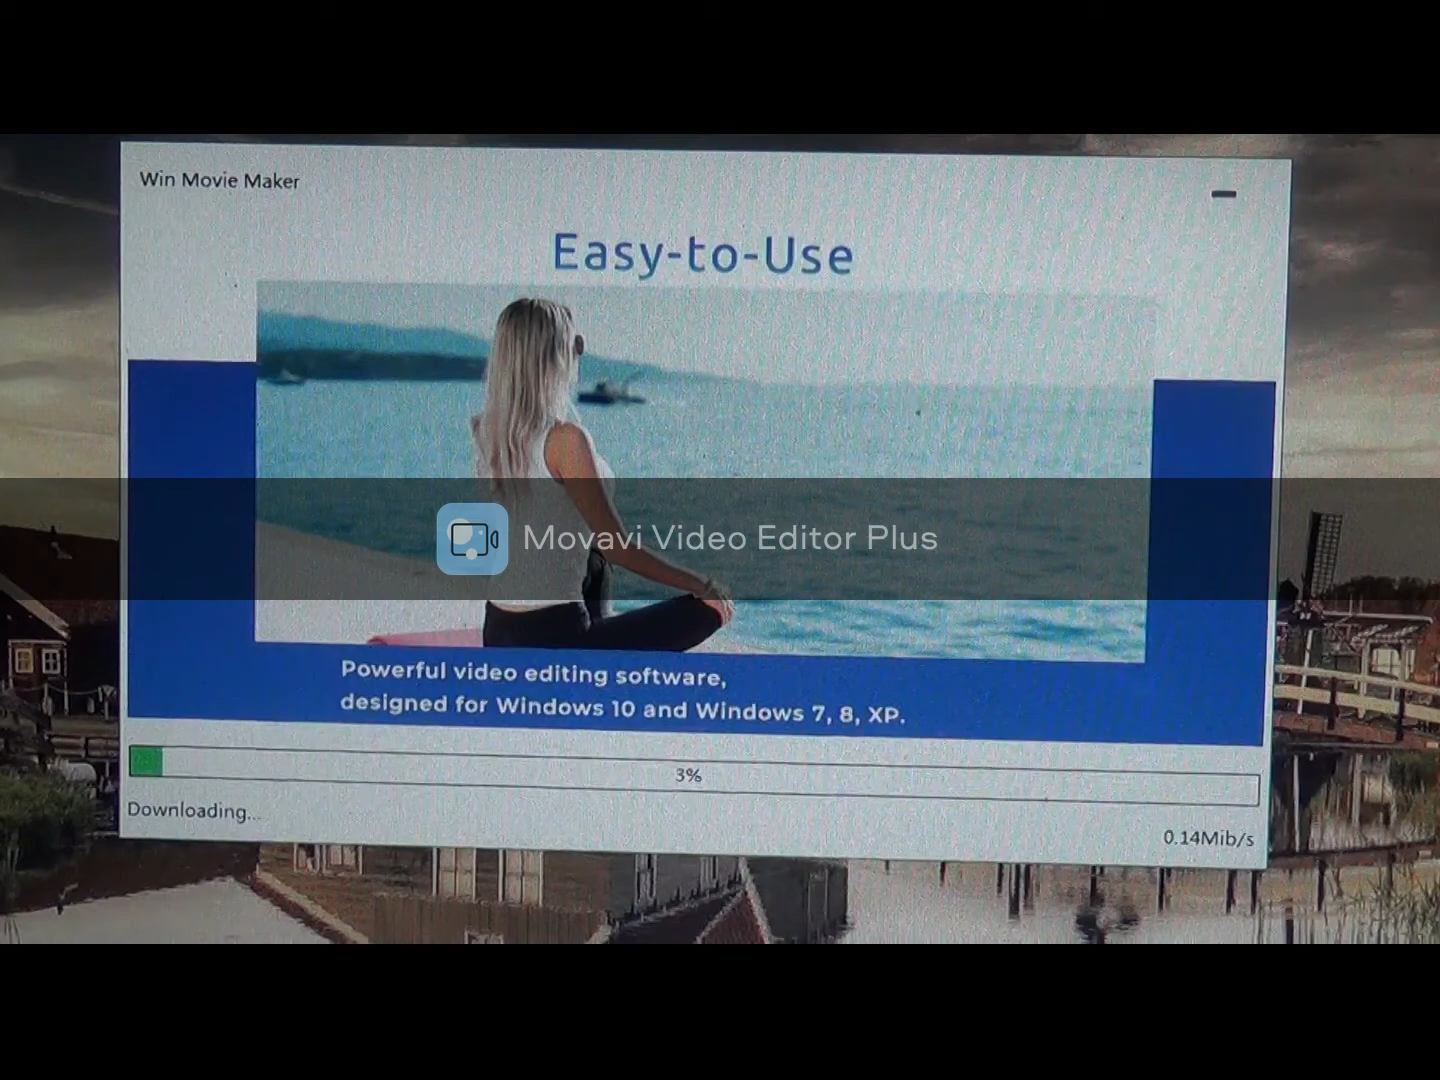 Win Movie Maker
Easy-to-Use
Movavi Video Editor Plus
Powerful video editing software,
designed for Windows 10 and Windows 7, 8, XP.
3%
Downloading...
0.14Mib/s